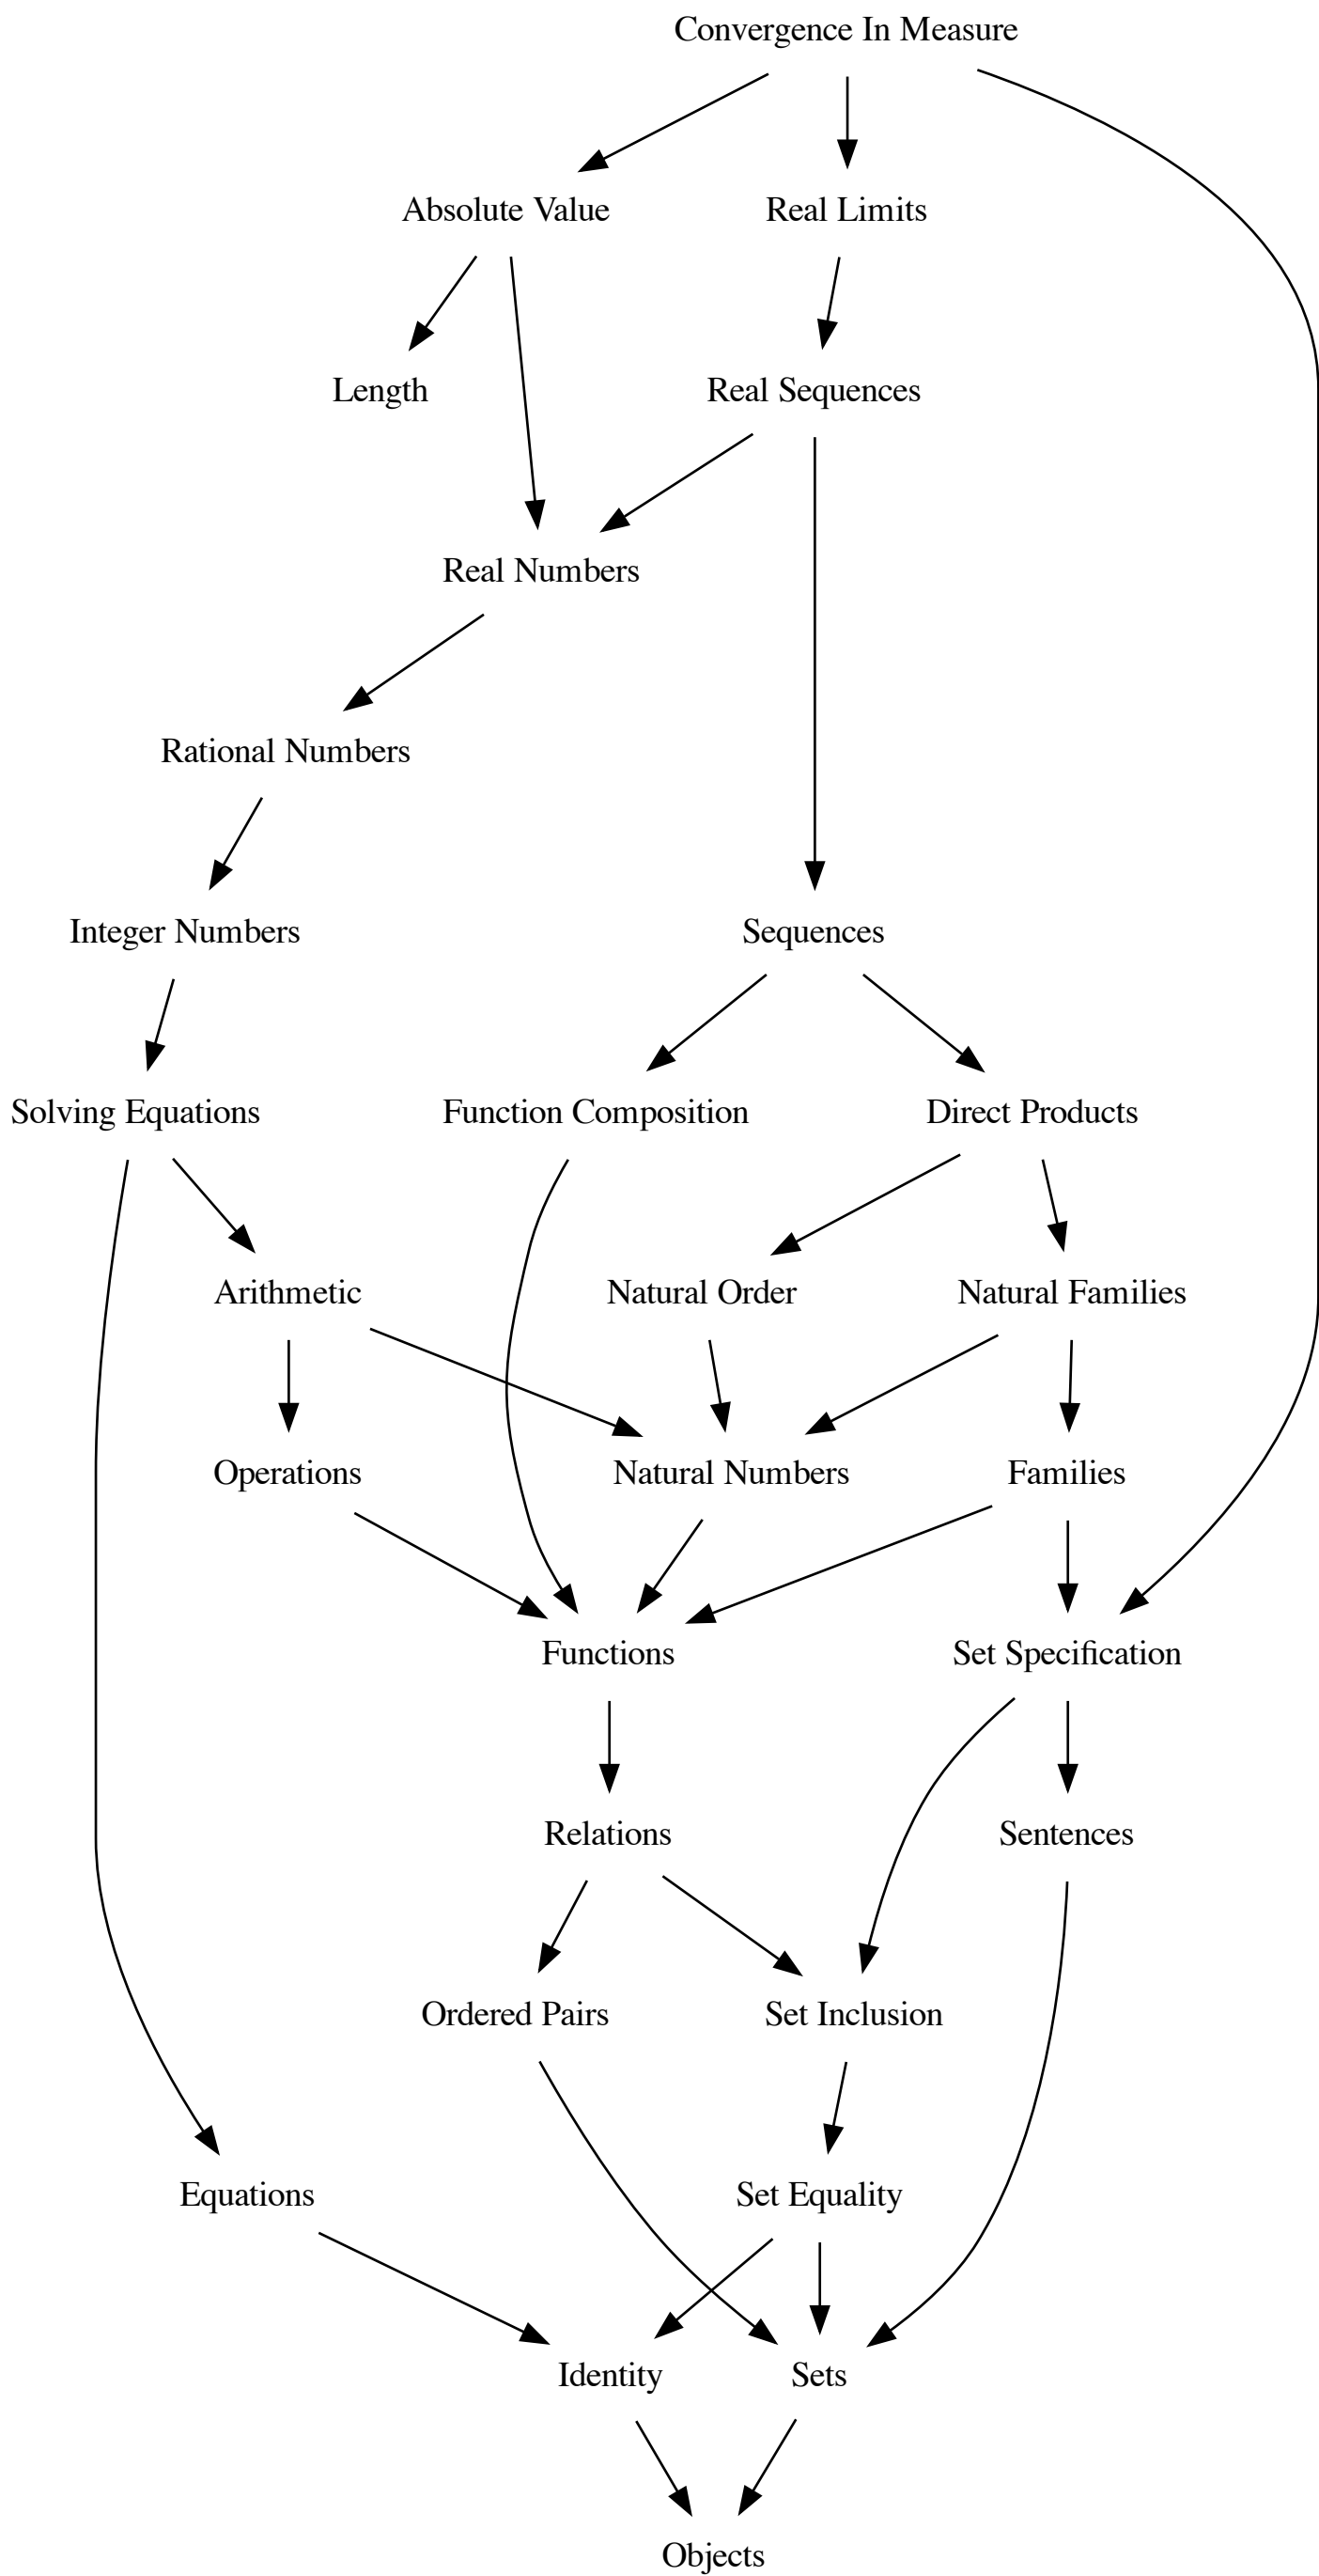 Convergence In Measure
Absolute Value
Real Limits
Length
Real Sequences
Real Numbers
Rational Numbers
Integer Numbers
Sequences
Solving Equations
Function Composition
Direct Products
Arithmetic
Natural Order
Natural Families
Operations
Natural Numbers
Families
Functions
Set Specification
Relations
Sentences
Ordered Pairs
Set Inclusion
Equations
Set Equality
Identity
Sets
Objects